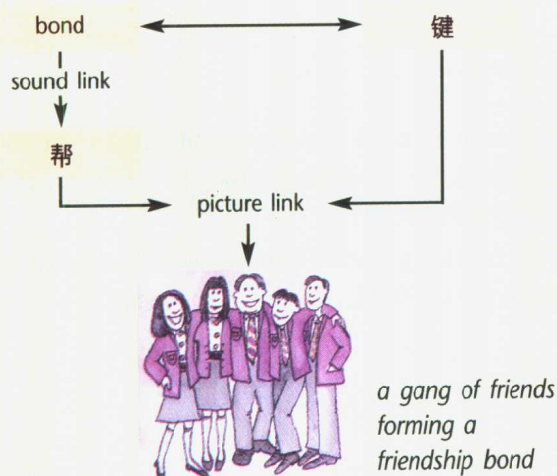 bond
键
sound link
帮
picture link
a gang of friends
forming a
friendship bond